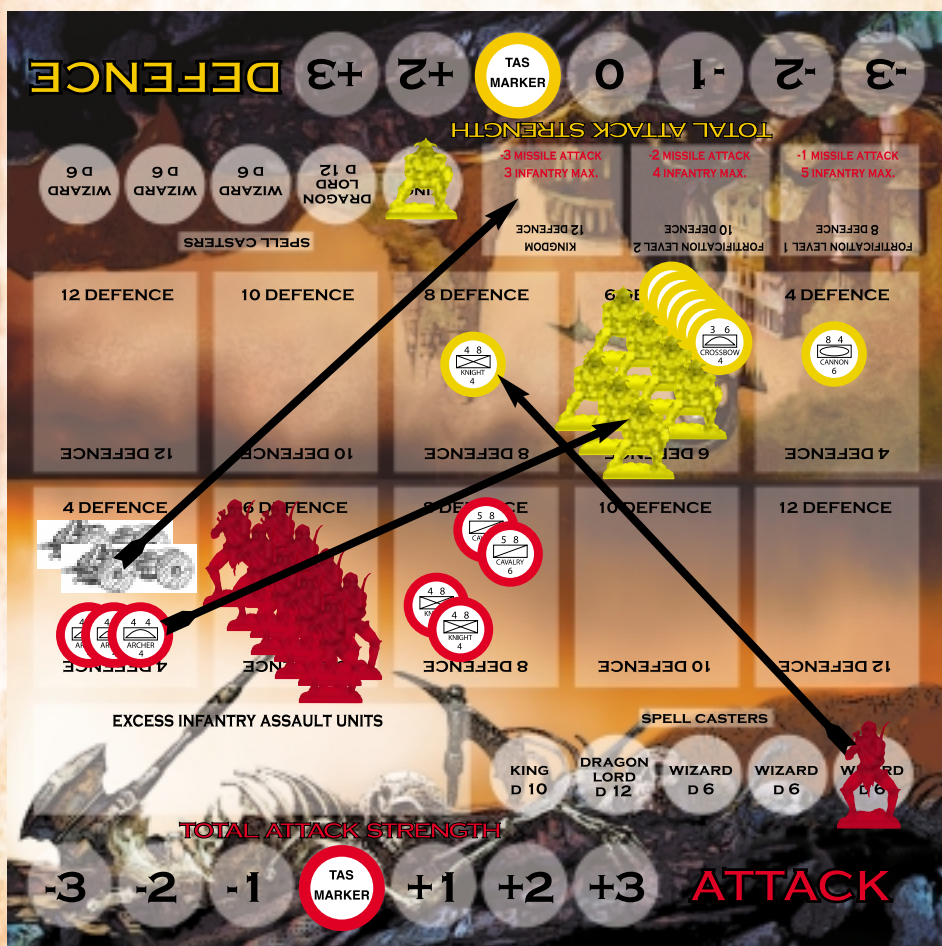 DEFENCE
+3
+2
TAS
MARKER
0
-1
-2
-3
TOTAL ATTACK STRENGTH
WIZARD
D 6
WIZARD
D 6
WIZARD
D 6
DRAGON
LORD
D 12
-3 MISSILE ATTACK
3 INFANTRY MAX.
KINGDOM
12 DEFENCE
-2 MISSILE ATTACK
4 INFANTRY MAX.
FORTIFICATION LEVEL 2
10 DEFENCE
-1 MISSILE ATTACK
5 INFANTRY MAX.
FORTIFICATION LEVEL 1
8 DEFENCE
SPELL CASTERS
12 DEFENCE
10 DEFENCE
8 DEFENCE
6
4 DEFENCE
4 8
KNIGHT
4
3 6
CROSSBOW
4
8 4
CANNON
6
12 DEFENCE
10 DEFENCE
8 DEFENCE
6 DEFENCE
4 DEFENCE
4 DEFENCE
6 DEFENCE
8 DEFENCE
10 DEFENCE
12 DEFENCE
5 8
5 8
CAVALRY
6
4 8
4 8
KNIGHT
4
4 4
ARCHER
4
4 DEFENCE
8 DEFENCE
10 DEFENCE
12 DEFENCE
EXCESS INFANTRY ASSAULT UNITS
SPELL CASTERS
KING
D 10
DRAGON
LORD
D 12
WIZARD
D 6
WIZARD
D 6
WIZARD
D 6
TOTAL ATTACK STRENGTH
-3
-2
-1
TAS
MARKER
+1
+2
+3
ATTACK